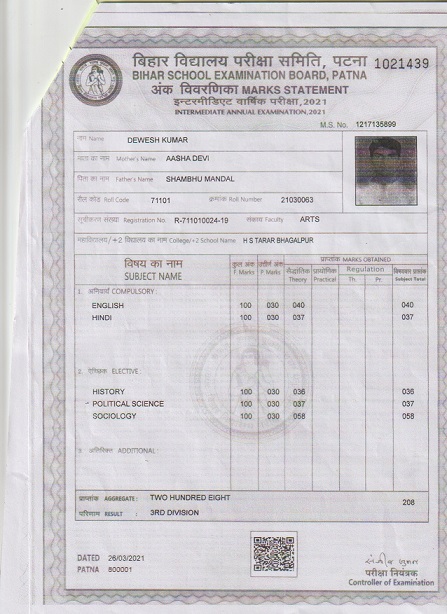 बिहार विद्यालय परीक्षा समिति, पटना 1021439
BIHAR SCHOOL EXAMINATION BOARD, PATNA
अंक विवरणिका MARKS STATEMENT
इन्टरमीडिएट वार्षिक परीक्षा, 2021
INTERMEDIATE ANNUAL EXAMINATION, 2021
M.S. No. 1217135899
नाम Name DEWESH KUMAR
माता का नाम Mother's Name AASHA DEVI
पिता का नाम Father's Name SHAMBHU MANDAL
रौल कोड Roll Code 71101 क्रमांक Roll Number 21030063
सूचीकरण संख्या Registration No. R-711010024-19 संकाय Faculty ARTS
महाविद्यालय/+2 विद्यालय का नाम College/+2 School Name H S TARAR BHAGALPUR
विषय का नाम SUBJECT NAME कुल अंक F. Marks उत्तीर्ण अंक P. Marks प्राप्तांक MARKS OBTAINED
सैद्धांतिक Theory प्रायोगिक Practical Regulation Th. Pr. विषयवार प्राप्तांक Subject Total
1. अनिवार्य COMPULSORY :
ENGLISH 100 030 040 040
HINDI 100 030 037 037
2. ऐच्छिक ELECTIVE :
HISTORY 100 030 036 036
POLITICAL SCIENCE 100 030 037 037
SOCIOLOGY 100 030 058 058
3. अतिरिक्त ADDITIONAL :
प्राप्तांक AGGREGATE : TWO HUNDRED EIGHT 208
परिणाम RESULT : 3RD DIVISION
DATED 26/03/2021
PATNA 800001
परीक्षा नियंत्रक
Controller of Examination